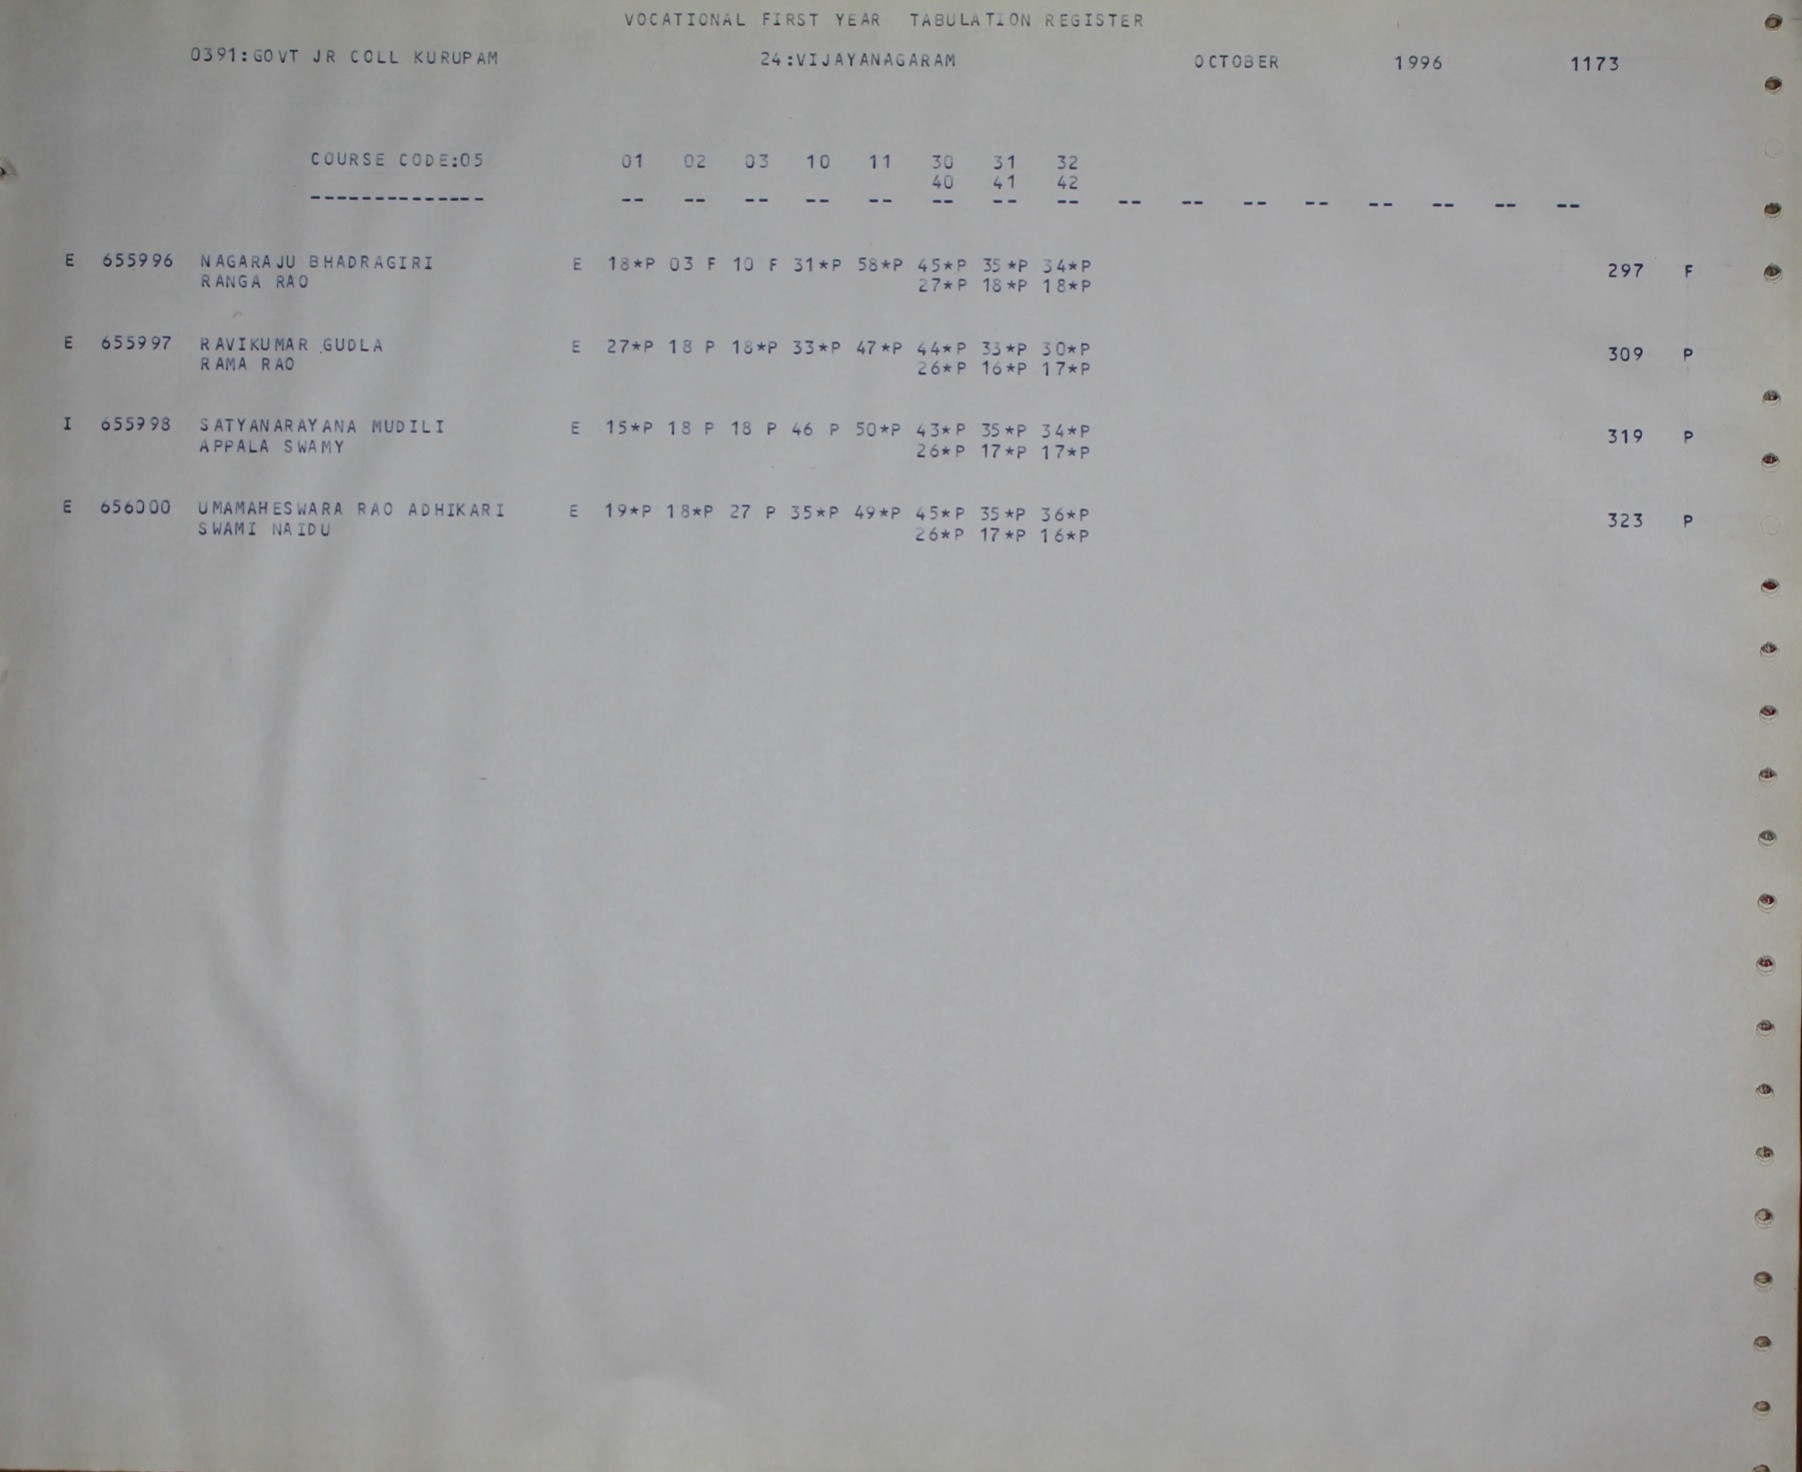 VOCATIONAL FIRST YEAR TABULATION REGISTER
0391:GOVT JR COLL KURUPAM 24:VIJAYANAGARAM OCTOBER 1996 1173
COURSE CODE:05 01 02 03 10 11 30 31 32
40 41 42
-------------- -- -- -- -- -- -- -- -- -- -- -- -- -- -- -- --
E 655996 NAGARAJU BHADRAGIRI E 18*P 03 F 10 F 31*P 58*P 45*P 35*P 34*P 297 F
RANGA RAO 27*P 18*P 18*P
E 655997 RAVIKUMAR GUDLA E 27*P 18 P 18*P 33*P 47*P 44*P 33*P 30*P 309 P
RAMA RAO 26*P 16*P 17*P
I 655998 SATYANARAYANA MUDILI E 15*P 18 P 18 P 46 P 50*P 43*P 35*P 34*P 319 P
APPALA SWAMY 26*P 17*P 17*P
E 656000 UMAMAHESWARA RAO ADHIKARI E 19*P 18*P 27 P 35*P 49*P 45*P 35*P 36*P 323 P
SWAMI NAIDU 26*P 17*P 16*P